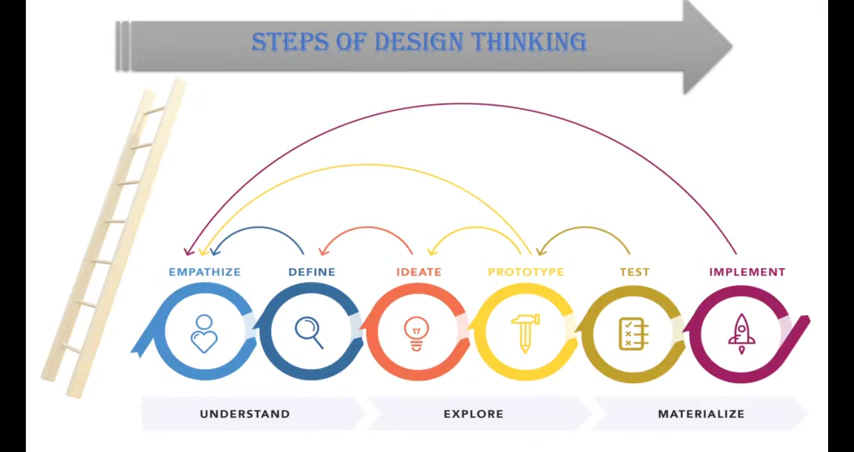 STEPS OF DESIGN THINKING
EMPATHIZE DEFINE IDEATE PROTOTYPE TEST IMPLEMENT
UNDERSTAND EXPLORE MATERIALIZE